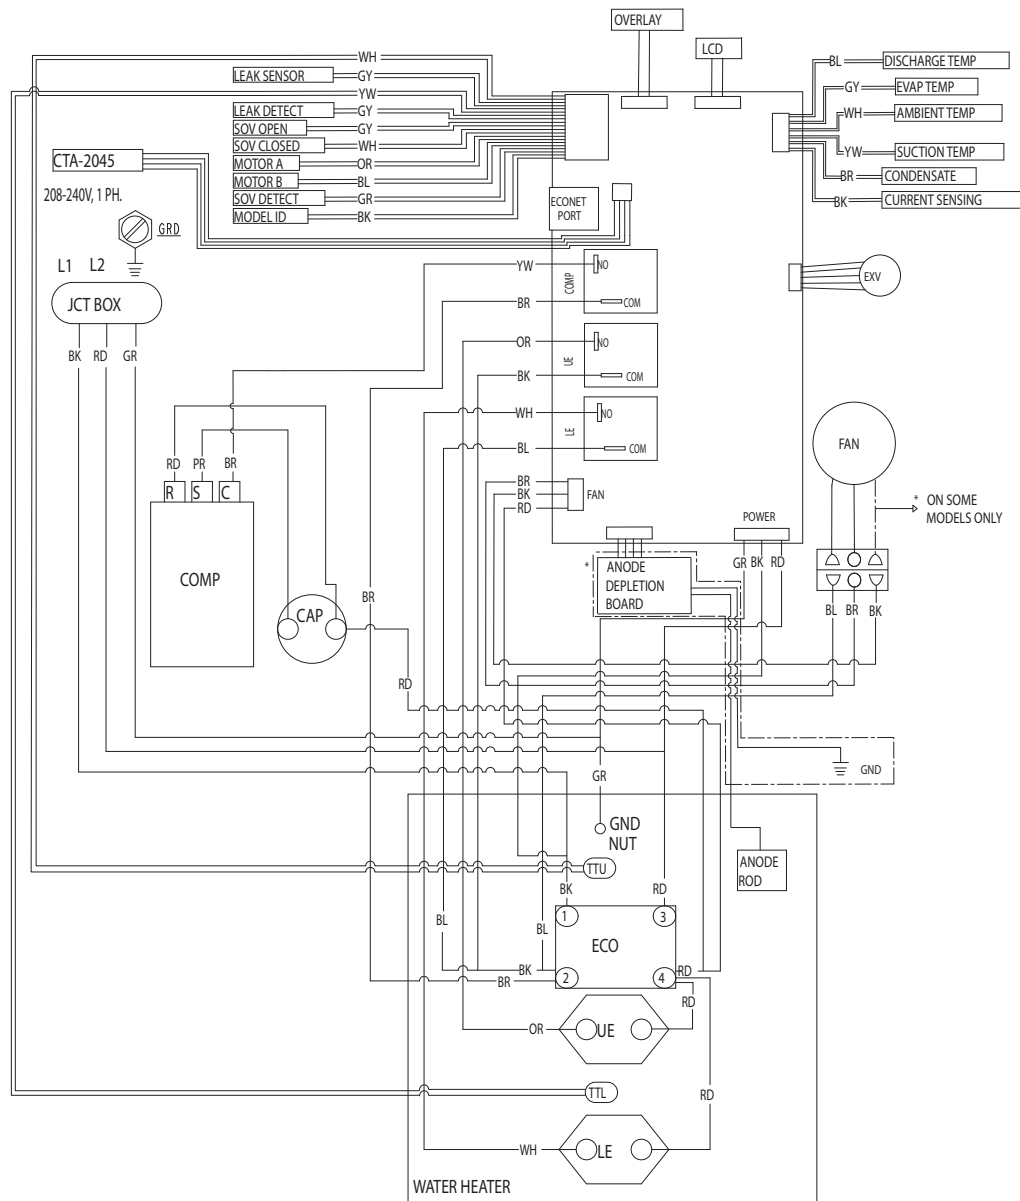 OVERLAY
LCD
WH
LEAK SENSOR
GY
YW
LEAK DETECT
GY
SOV OPEN
GY
SOV CLOSED
WH
MOTOR A
OR
MOTOR B
BL
SOV DETECT
GR
MODEL ID
BK
BL
DISCHARGE TEMP
GY
EVAP TEMP
WH
AMBIENT TEMP
YW
SUCTION TEMP
BR
CONDENSATE
BK
CURRENT SENSING
CTA-2045
208-240V, 1 PH.
GRD
L1
L2
JCT BOX
BK
RD
GR
ECONET
PORT
YW
NO
COMP
BR
COM
EXV
OR
NO
UE
BK
COM
WH
NO
LE
BL
COM
BR
BK
RD
FAN
POWER
FAN
* ON SOME
MODELS ONLY
RD
PR
BR
R
S
C
COMP
CAP
BR
RD
* ANODE
DEPLETION
BOARD
GR
BK
RD
BL
BR
BK
GND
GR
GND
NUT
ANODE
ROD
TTU
BK
RD
BL
BL
1
3
ECO
BK
2
4
RD
BR
RD
OR
UE
TTL
RD
WH
LE
WATER HEATER